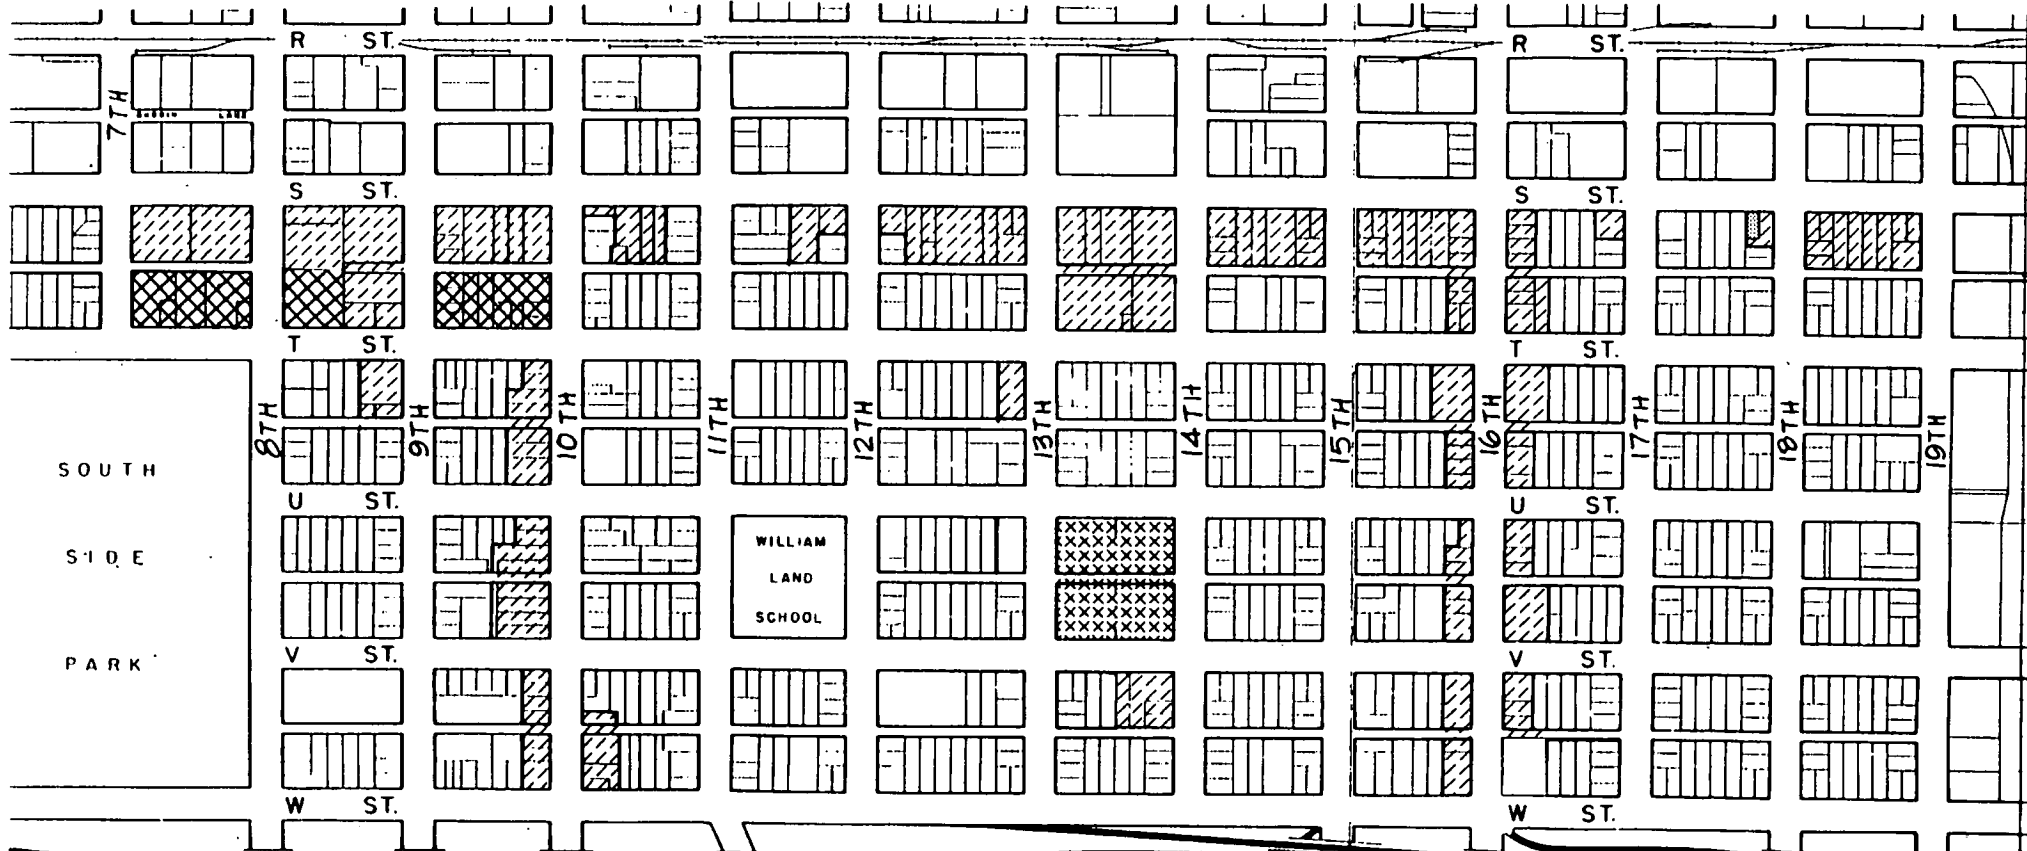 R ST.
R ST.
7TH
LANE
S ST.
S ST.
T ST.
T ST.
8TH
9TH
10TH
11TH
12TH
13TH
14TH
15TH
16TH
17TH
18TH
19TH
SOUTH
SIDE
PARK
U ST.
U ST.
WILLIAM
LAND
SCHOOL
V ST.
V ST.
W ST.
W ST.